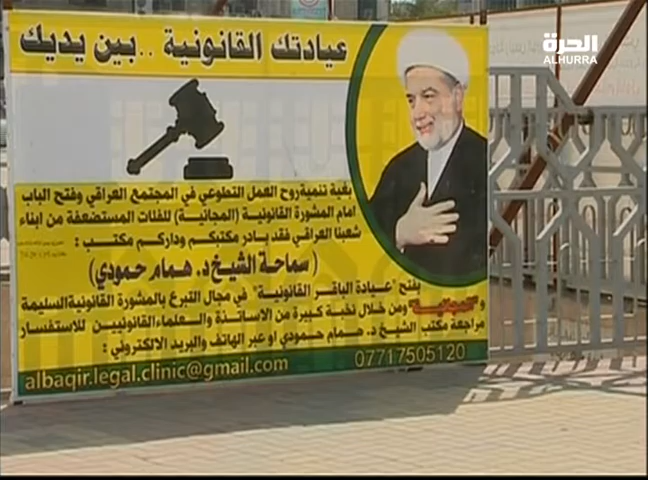 الحرة
ALHURRA
عيادتك القانونية ..بين يديك
بغية تنمية روح العمل التطوعي في المجتمع العراقي وفتح الباب
امام المشورة القانونية (المجانية) للفئات المستضعفة من ابناء
شعبنا العراقي فقد بادر مكتبكم وداركم مكتب :
(سماحة الشيخ د. همام حمودي)
بفتح "عيادة الباقر القانونية" في مجال التبرع بالمشورة القانونية السليمة
و المجانية ومن خلال نخبة كبيرة من الاساتذة والعلماء القانونيين للاستفسار
مراجعة مكتب الشيخ د. همام حمودي او عبر الهاتف والبريد الالكتروني :
albaqir.legal.clinic@gmail.com 07717505120